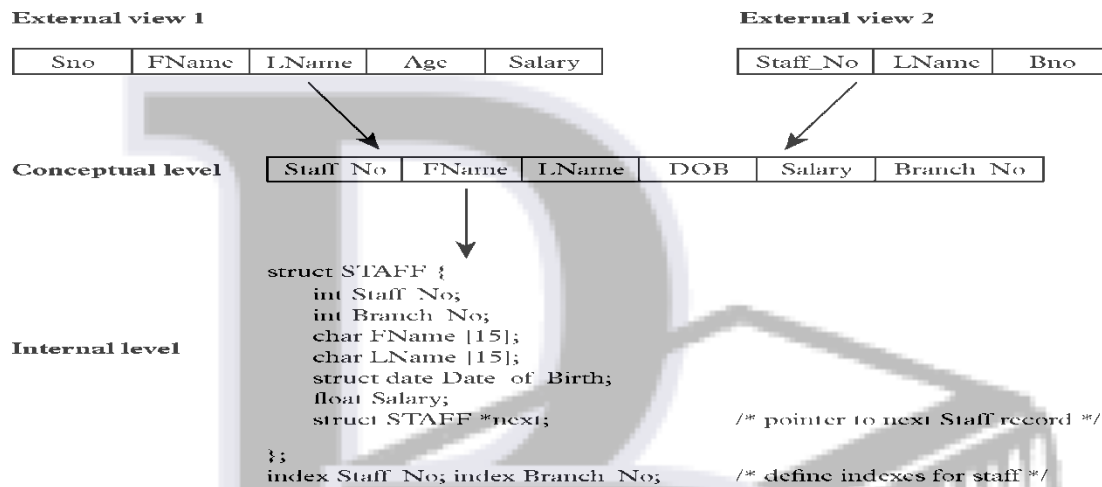 External view 1 External view 2
Sno FName LName Age Salary Staff_No LName Bno
Conceptual level Staff No FName LName DOB Salary Branch No
struct STAFF {
int Staff No;
int Branch No;
char FName [15];
Internal level
char LName [15];
struct date Date of Birth;
float Salary;
struct STAFF *next; /* pointer to next Staff record */
};
index Staff No; index Branch No; /* define indexes for staff */